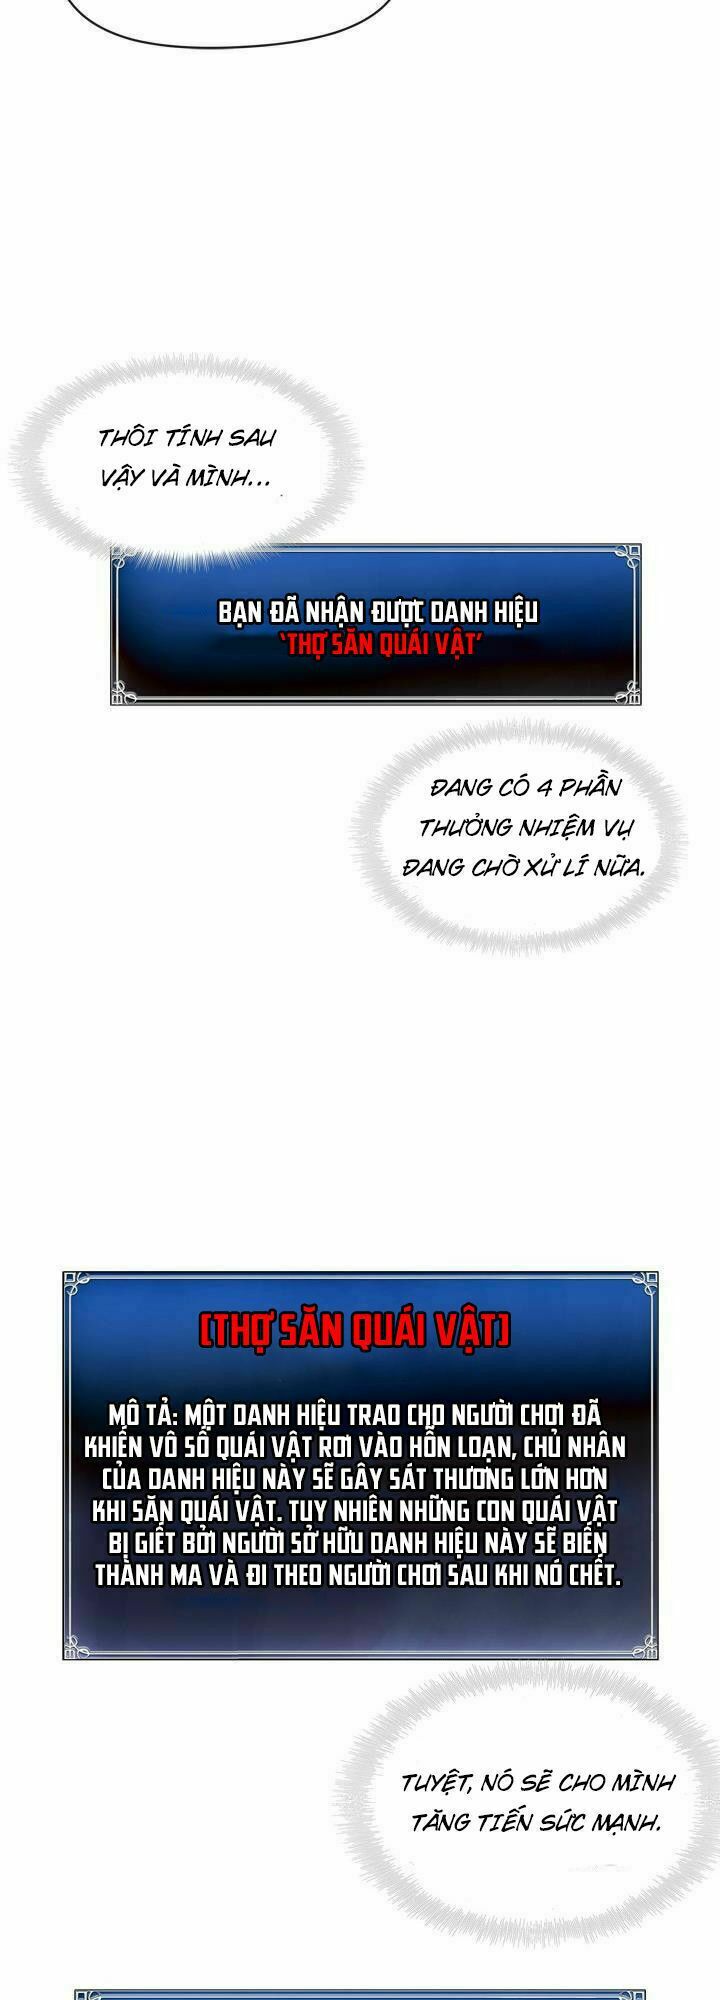 THÔI TÍNH SAU
VẬY VÀ MÌNH...
BẠN ĐÃ NHẬN ĐƯỢC DANH HIỆU
'THỢ SĂN QUÁI VẬT'
ĐANG CÓ 4 PHẦN
THƯỞNG NHIỆM VỤ
ĐANG CHỜ XỬ LÍ NỮA.
[THỢ SĂN QUÁI VẬT]
MÔ TẢ: MỘT DANH HIỆU TRAO CHO NGƯỜI CHƠI ĐÃ
KHIẾN VÔ SỐ QUÁI VẬT RƠI VÀO HỖN LOẠN, CHỦ NHÂN
CỦA DANH HIỆU NÀY SẼ GÂY SÁT THƯƠNG LỚN HƠN
KHI SĂN QUÁI VẬT. TUY NHIÊN NHỮNG CON QUÁI VẬT
BỊ GIẾT BỞI NGƯỜI SỞ HỮU DANH HIỆU NÀY SẼ BIẾN
THÀNH MA VÀ ĐI THEO NGƯỜI CHƠI SAU KHI NÓ CHẾT.
TUYỆT, NÓ SẼ CHO MÌNH
TĂNG TIẾN SỨC MẠNH.